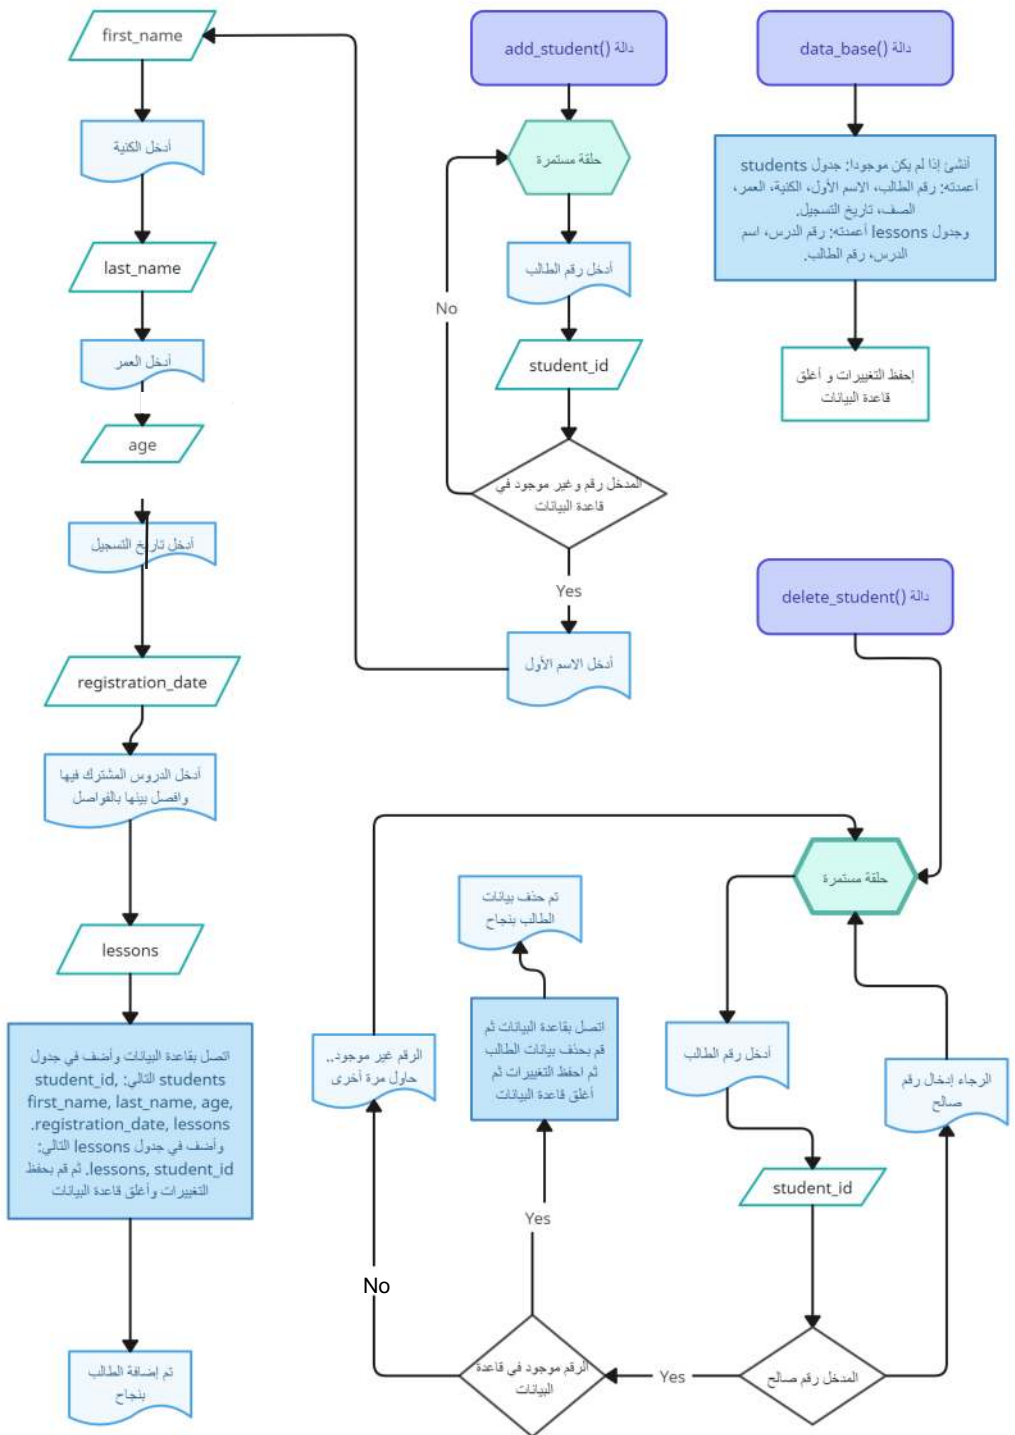 first_name
أدخل الكنية
last_name
أدخل العمر
age
أدخل تاريخ التسجيل
registration_date
أدخل الدروس المشترك فيها
وافصل بينها بالفواصل
lessons
اتصل بقاعدة البيانات وأضف في جدول
students التالي: student_id,
first_name, last_name, age,
registration_date, lessons.
وأضف في جدول lessons التالي:
lessons, student_id. ثم قم بحفظ
التغييرات وأغلق قاعدة البيانات
تم إضافة الطالب
بنجاح
دالة add_student()
حلقة مستمرة
أدخل رقم الطالب
student_id
المدخل رقم وغير موجود في
قاعدة البيانات
No
Yes
أدخل الاسم الأول
دالة data_base()
أنشئ إذا لم يكن موجودا: جدول students
أعمدته: رقم الطالب، الاسم الأول، الكنية، العمر،
الصف، تاريخ التسجيل.
وجدول lessons أعمدته: رقم الدرس، اسم
الدرس، رقم الطالب.
إحفظ التغييرات و أغلق
قاعدة البيانات
دالة delete_student()
حلقة مستمرة
أدخل رقم الطالب
student_id
المدخل رقم صالح
الرجاء إدخال رقم
صالح
Yes
الرقم موجود في قاعدة
البيانات
Yes
اتصل بقاعدة البيانات ثم
قم بحذف بيانات الطالب
ثم احفظ التغييرات ثم
أغلق قاعدة البيانات
تم حذف بيانات
الطالب بنجاح
No
الرقم غير موجود..
حاول مرة أخرى